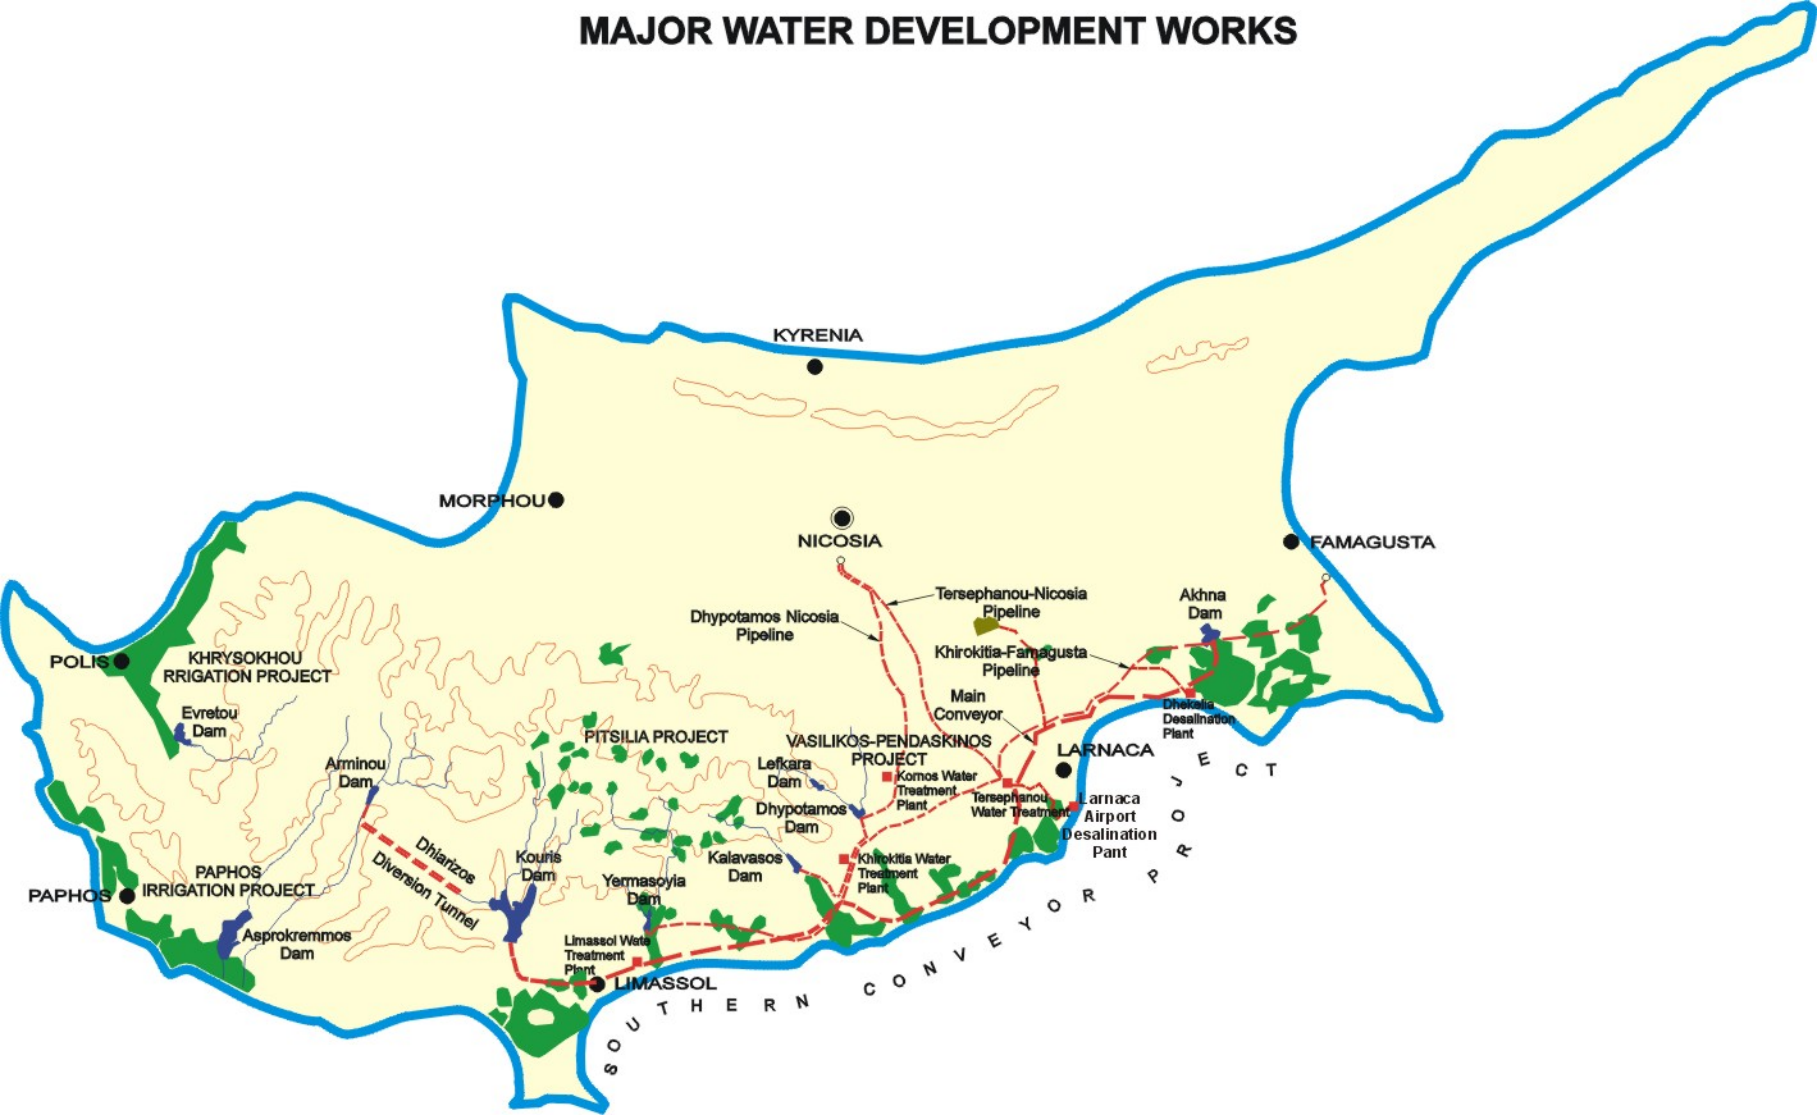 MAJOR WATER DEVELOPMENT WORKS
KYRENIA
MORPHOU
NICOSIA
FAMAGUSTA
Tersephanou-Nicosia
Pipeline
Akhna
Dam
Dhypotamos Nicosia
Pipeline
Khirokitia-Famagusta
Pipeline
POLIS
KHRYSOKHOU
RRIGATION PROJECT
Main
Conveyor
Dhekelia
Desalination
Plant
Evretou
Dam
PITSILIA PROJECT
VASILIKOS-PENDASKINOS
PROJECT
LARNACA
Arminou
Dam
Lefkara
Dam
Kornos Water
Treatment
Plant
Tersephanou
Water Treatment
Larnaca
Airport
Desalination
Pant
Dhypotamos
Dam
Dhiarizos
Diversion Tunnel
Kouris
Dam
Kalavasos
Dam
Khirokitia Water
Treatment
Plant
PAPHOS
IRRIGATION PROJECT
PAPHOS
Yermasoyia
Dam
Asprokremmos
Dam
Limassol Wate
Treatment
Plant
LIMASSOL
SOUTHERN CONVEYOR PROJECT